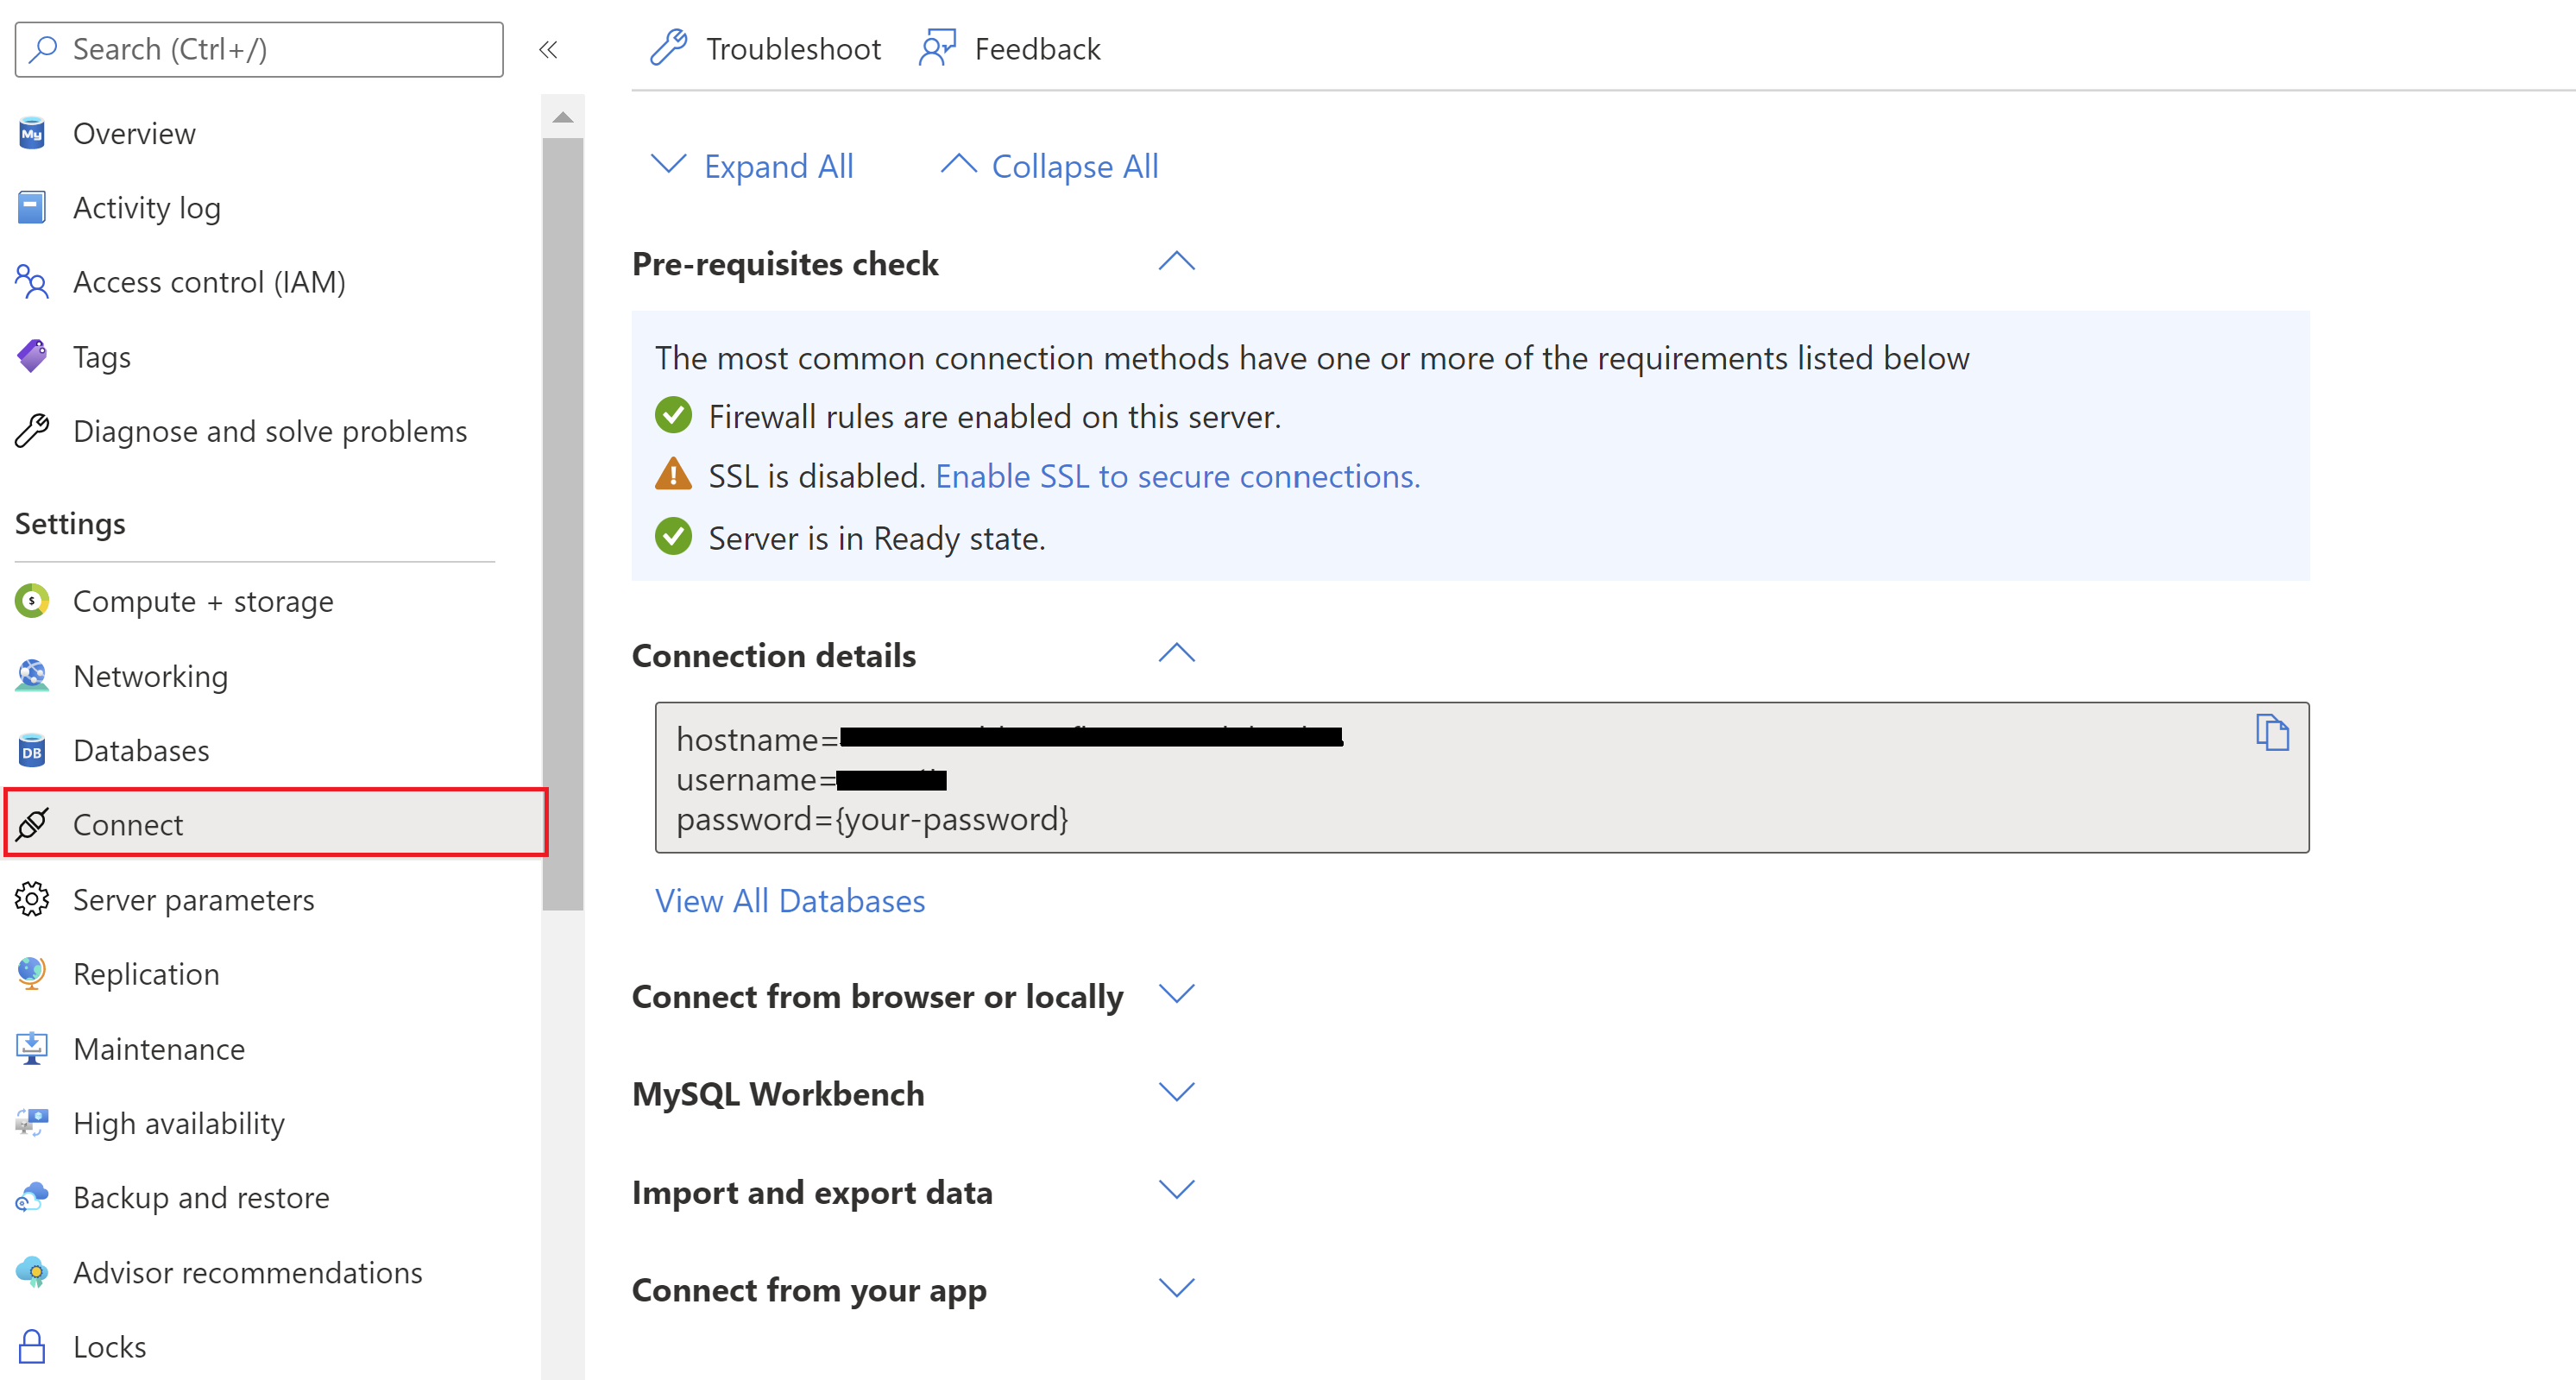 Search (Ctrl+/)
Overview
Activity log
Access control (IAM)
Tags
Diagnose and solve problems
Settings
Compute + storage
Networking
Databases
Connect
Server parameters
Replication
Maintenance
High availability
Backup and restore
Advisor recommendations
Locks
Troubleshoot Feedback
Expand All Collapse All
Pre-requisites check
The most common connection methods have one or more of the requirements listed below
Firewall rules are enabled on this server.
SSL is disabled. Enable SSL to secure connections.
Server is in Ready state.
Connection details
hostname=
username=
password={your-password}
View All Databases
Connect from browser or locally
MySQL Workbench
Import and export data
Connect from your app